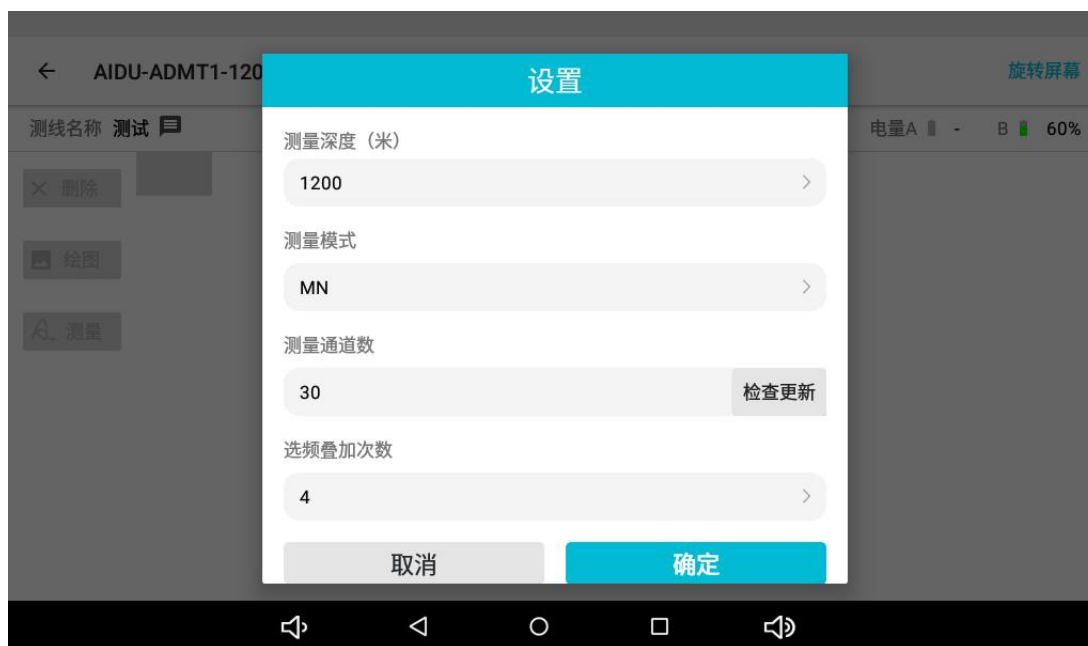 AIDU-ADMT1-120
旋转屏幕
测线名称 测试
电量A - B 60%
删除
绘图
测量
设置
测量深度（米）
1200
测量模式
MN
测量通道数
30
检查更新
选频叠加次数
4
取消
确定